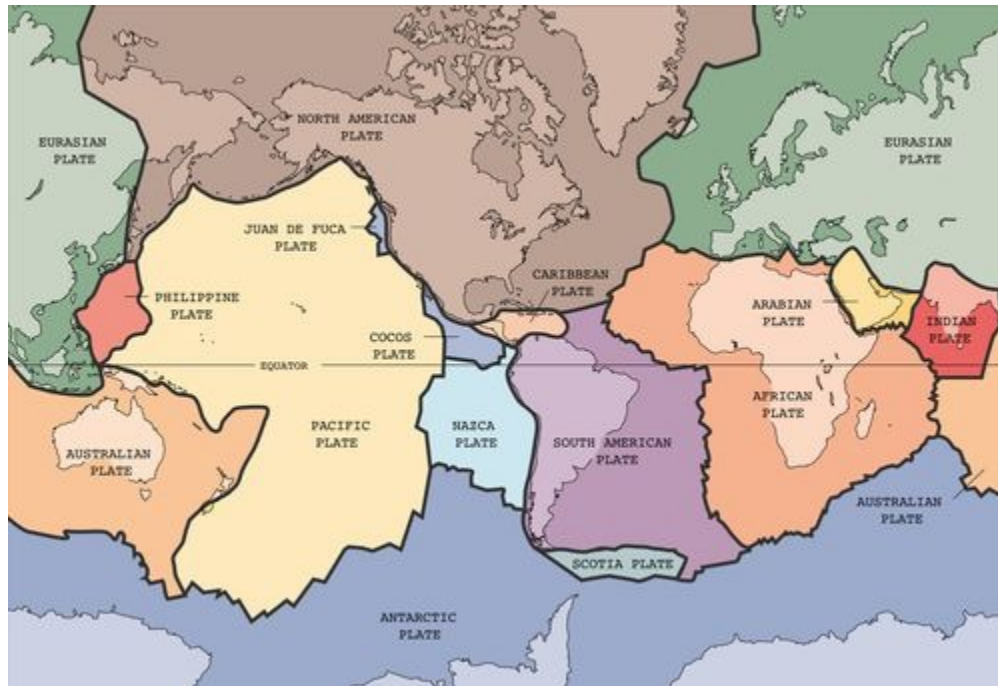 NORTH AMERICAN
PLATE
EURASIAN
PLATE
EURASIAN
PLATE
JUAN DE FUCA
PLATE
CARIBBEAN
PLATE
PHILIPPINE
PLATE
ARABIAN
PLATE
INDIAN
PLATE
COCOS
PLATE
EQUATOR
AFRICAN
PLATE
PACIFIC
PLATE
NAZCA
PLATE
SOUTH AMERICAN
PLATE
AUSTRALIAN
PLATE
AUSTRALIAN
PLATE
SCOTIA PLATE
ANTARCTIC
PLATE